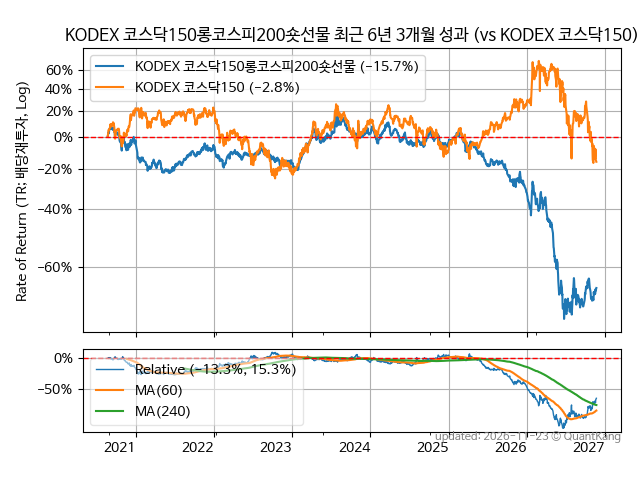 KODEX 코스닥150롱코스피200숏선물 최근 6년 3개월 성과 (vs KODEX 코스닥150)
Rate of Return (TR: 배당재투자, Log)
60%
40%
20%
0%
−20%
−40%
−60%
KODEX 코스닥150롱코스피200숏선물 (−15.7%)
KODEX 코스닥150 (−2.8%)
0%
−50%
Relative (−13.3%, 15.3%)
MA(60)
MA(240)
2021 2022 2023 2024 2025 2026 2027
updated: 2026-11-23 © QuantKang